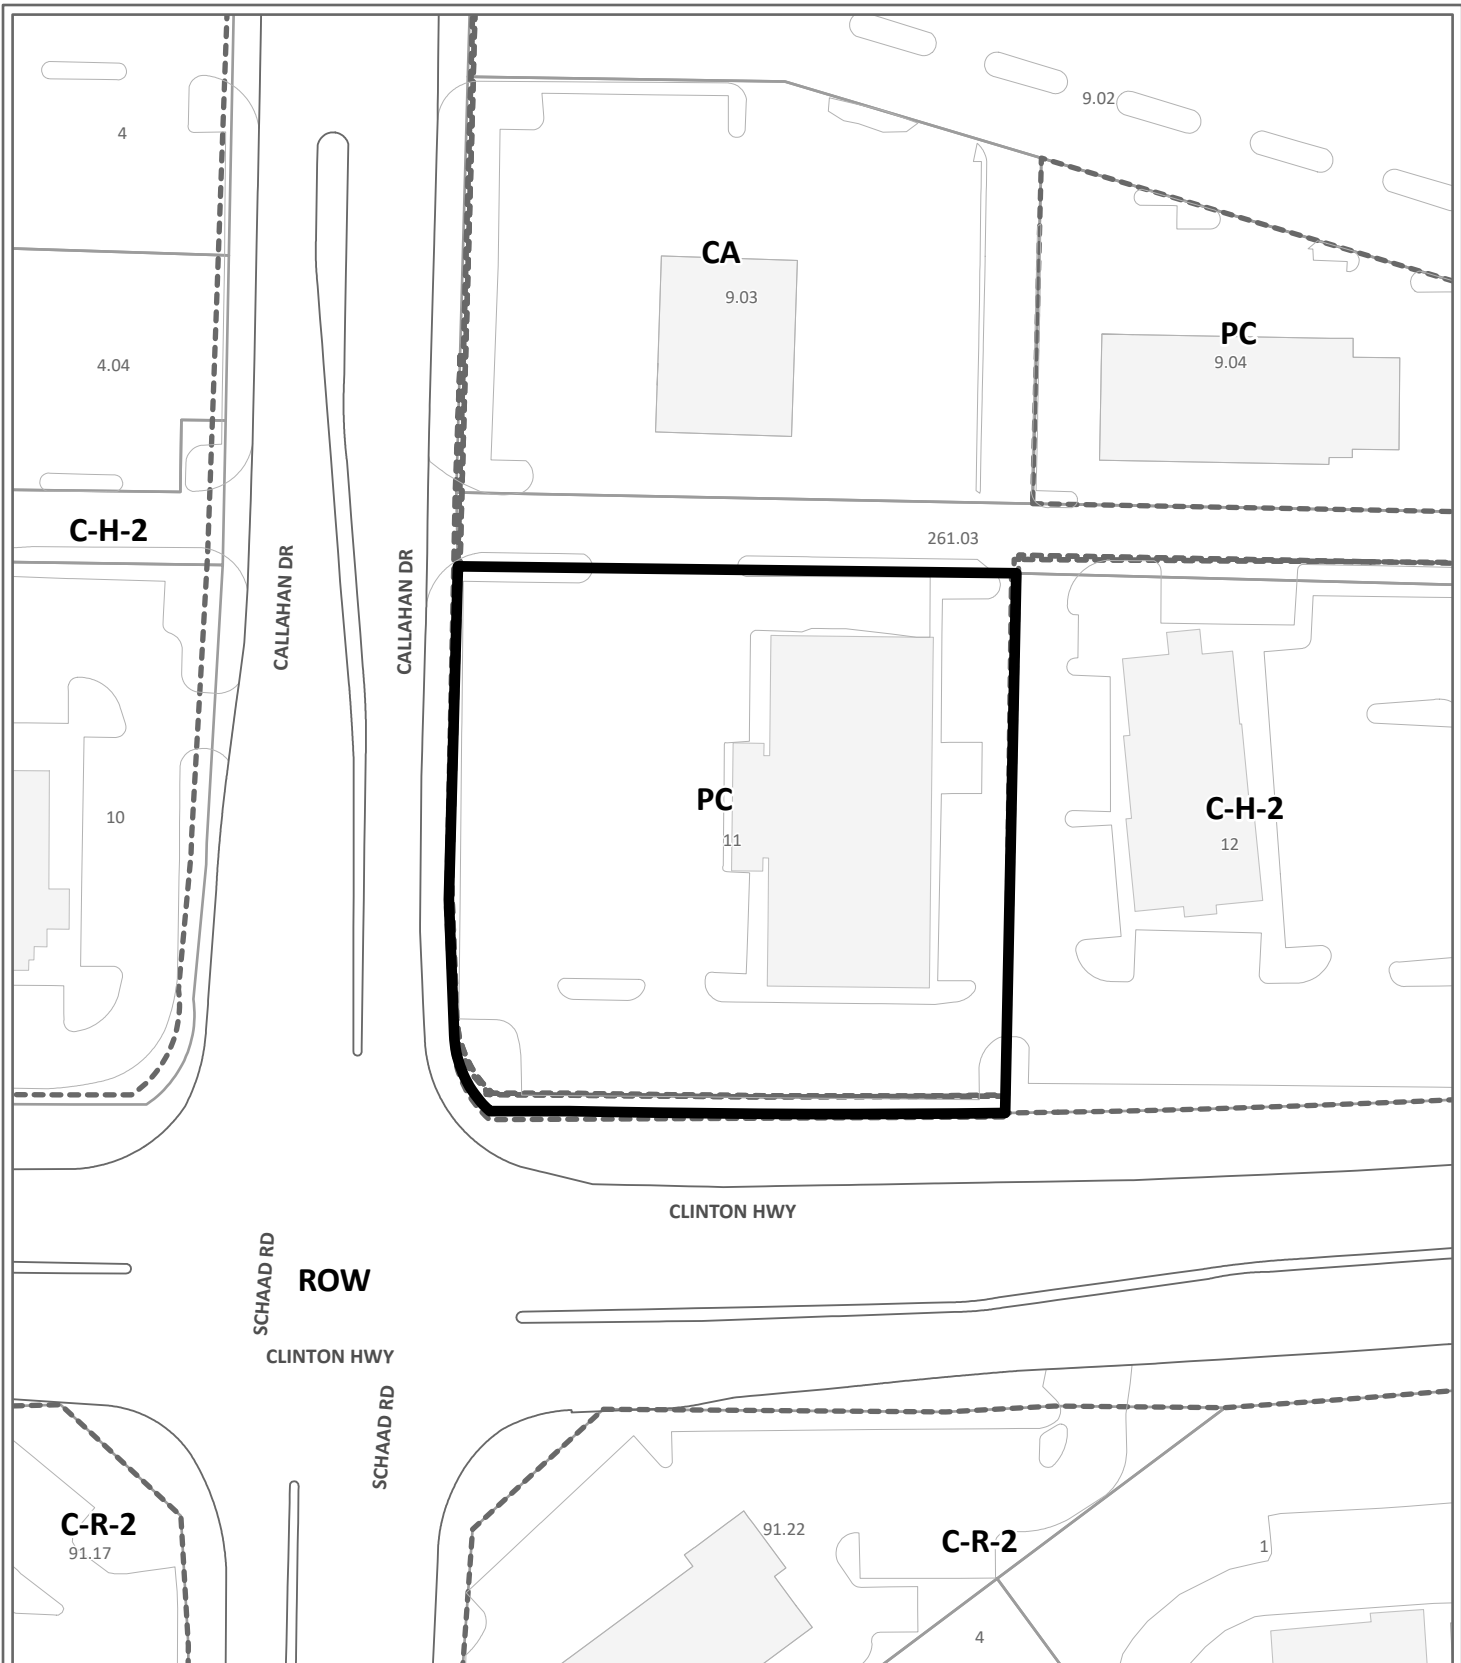 9.02
4
CA
9.03
PC
9.04
4.04
C-H-2
261.03
CALLAHAN DR
CALLAHAN DR
PC
11
10
C-H-2
12
CLINTON HWY
SCHAAD RD
ROW
CLINTON HWY
SCHAAD RD
C-R-2
91.17
91.22
C-R-2
1
4